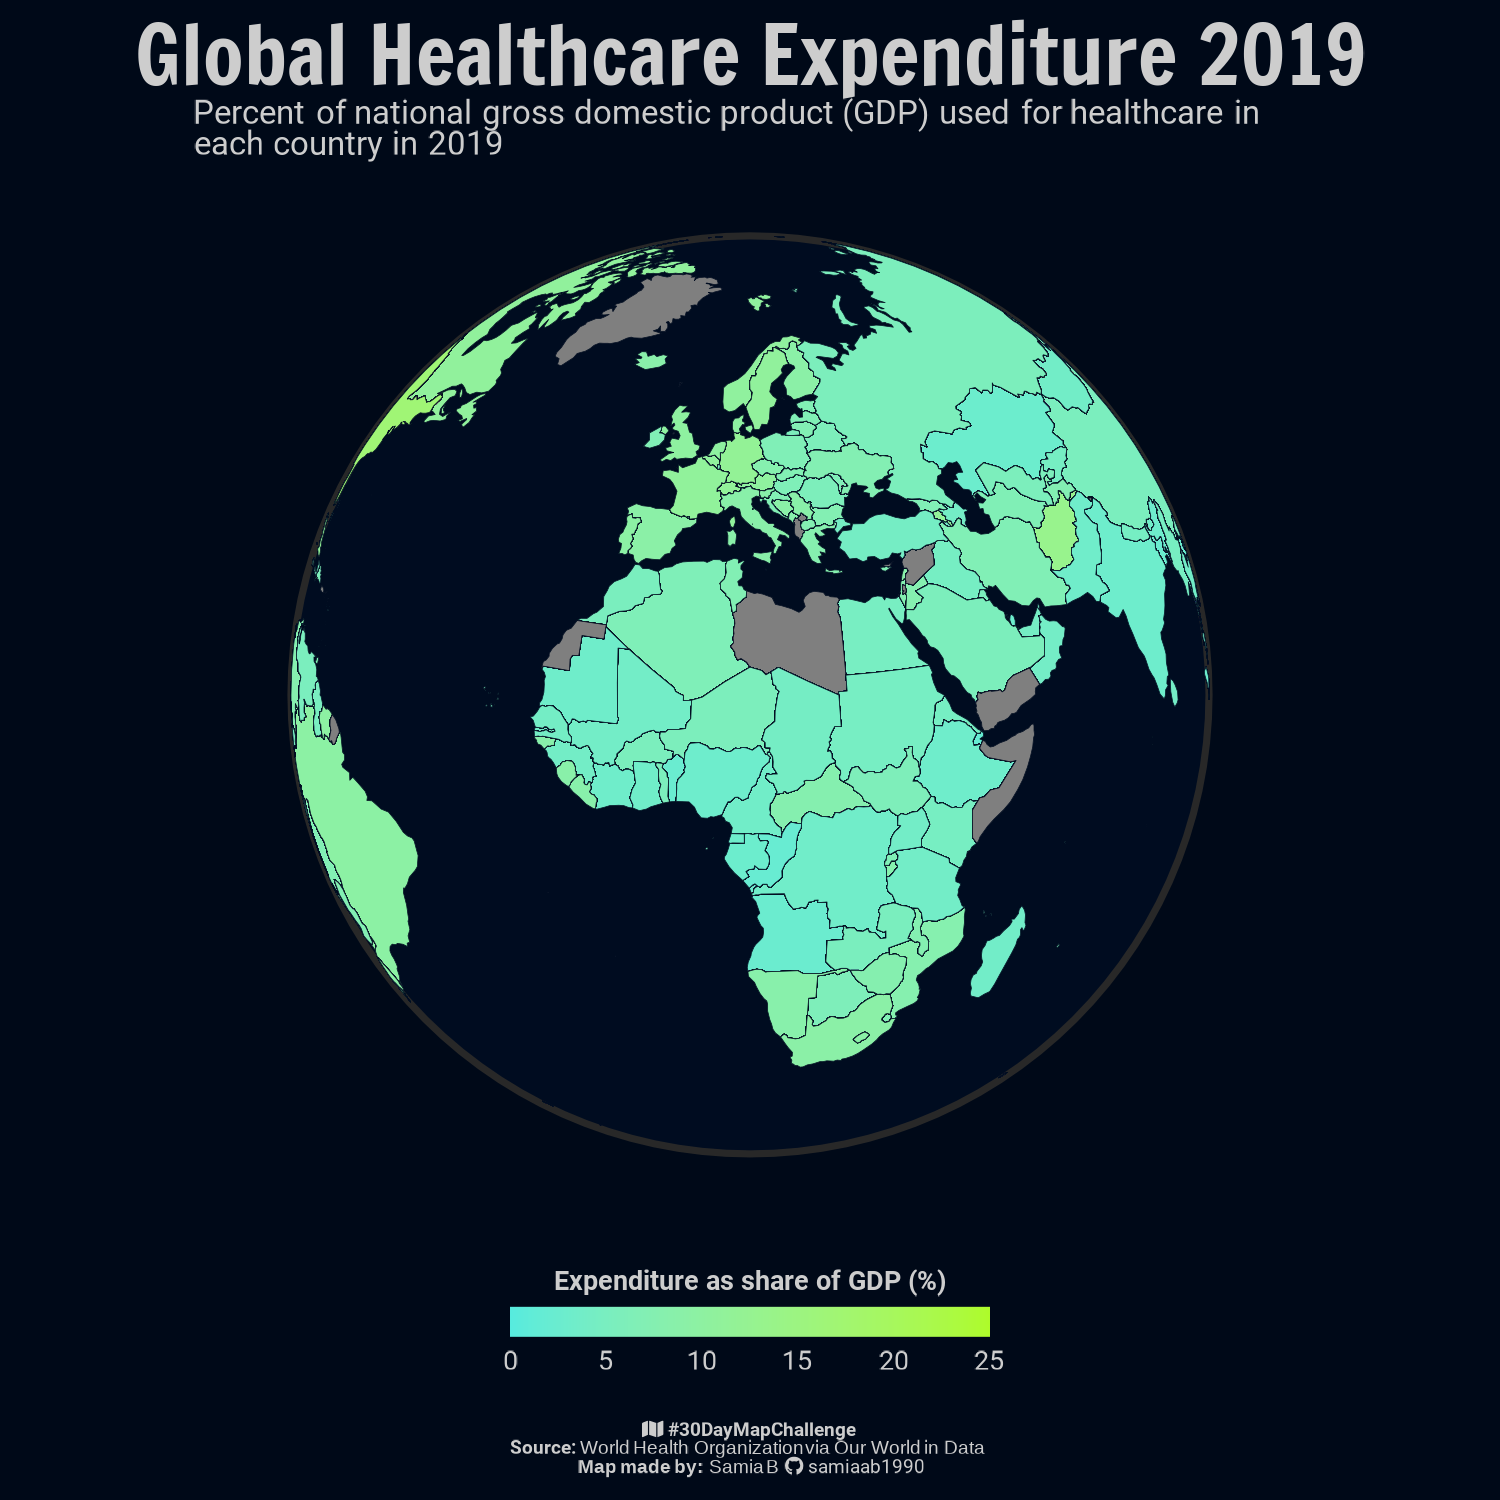 Global Healthcare Expenditure 2019
Percent of national gross domestic product (GDP) used for healthcare in
each country in 2019
Expenditure as share of GDP (%)
0 5 10 15 20 25
#30DayMapChallenge
Source: World Health Organization via Our World in Data
Map made by: Samia B samiaab1990